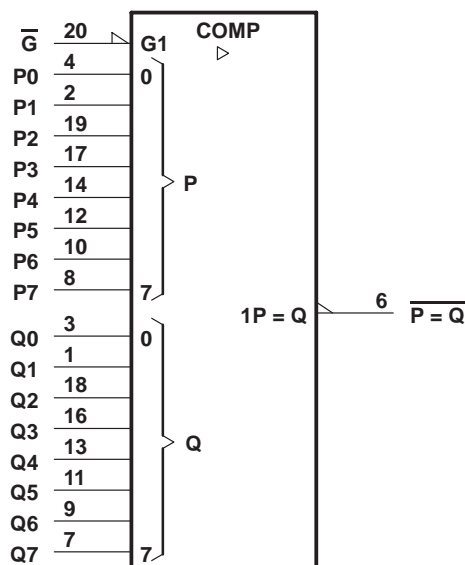 COMP
G̅ 20 G1
P0 4 0
P1 2
P2 19
P3 17
P4 14
P5 12
P6 10
P7 8 7
P
1P = Q 6 P̅ ̅=̅ ̅Q̅
Q0 3 0
Q1 1
Q2 18
Q3 16
Q4 13
Q5 11
Q6 9
Q7 7 7
Q